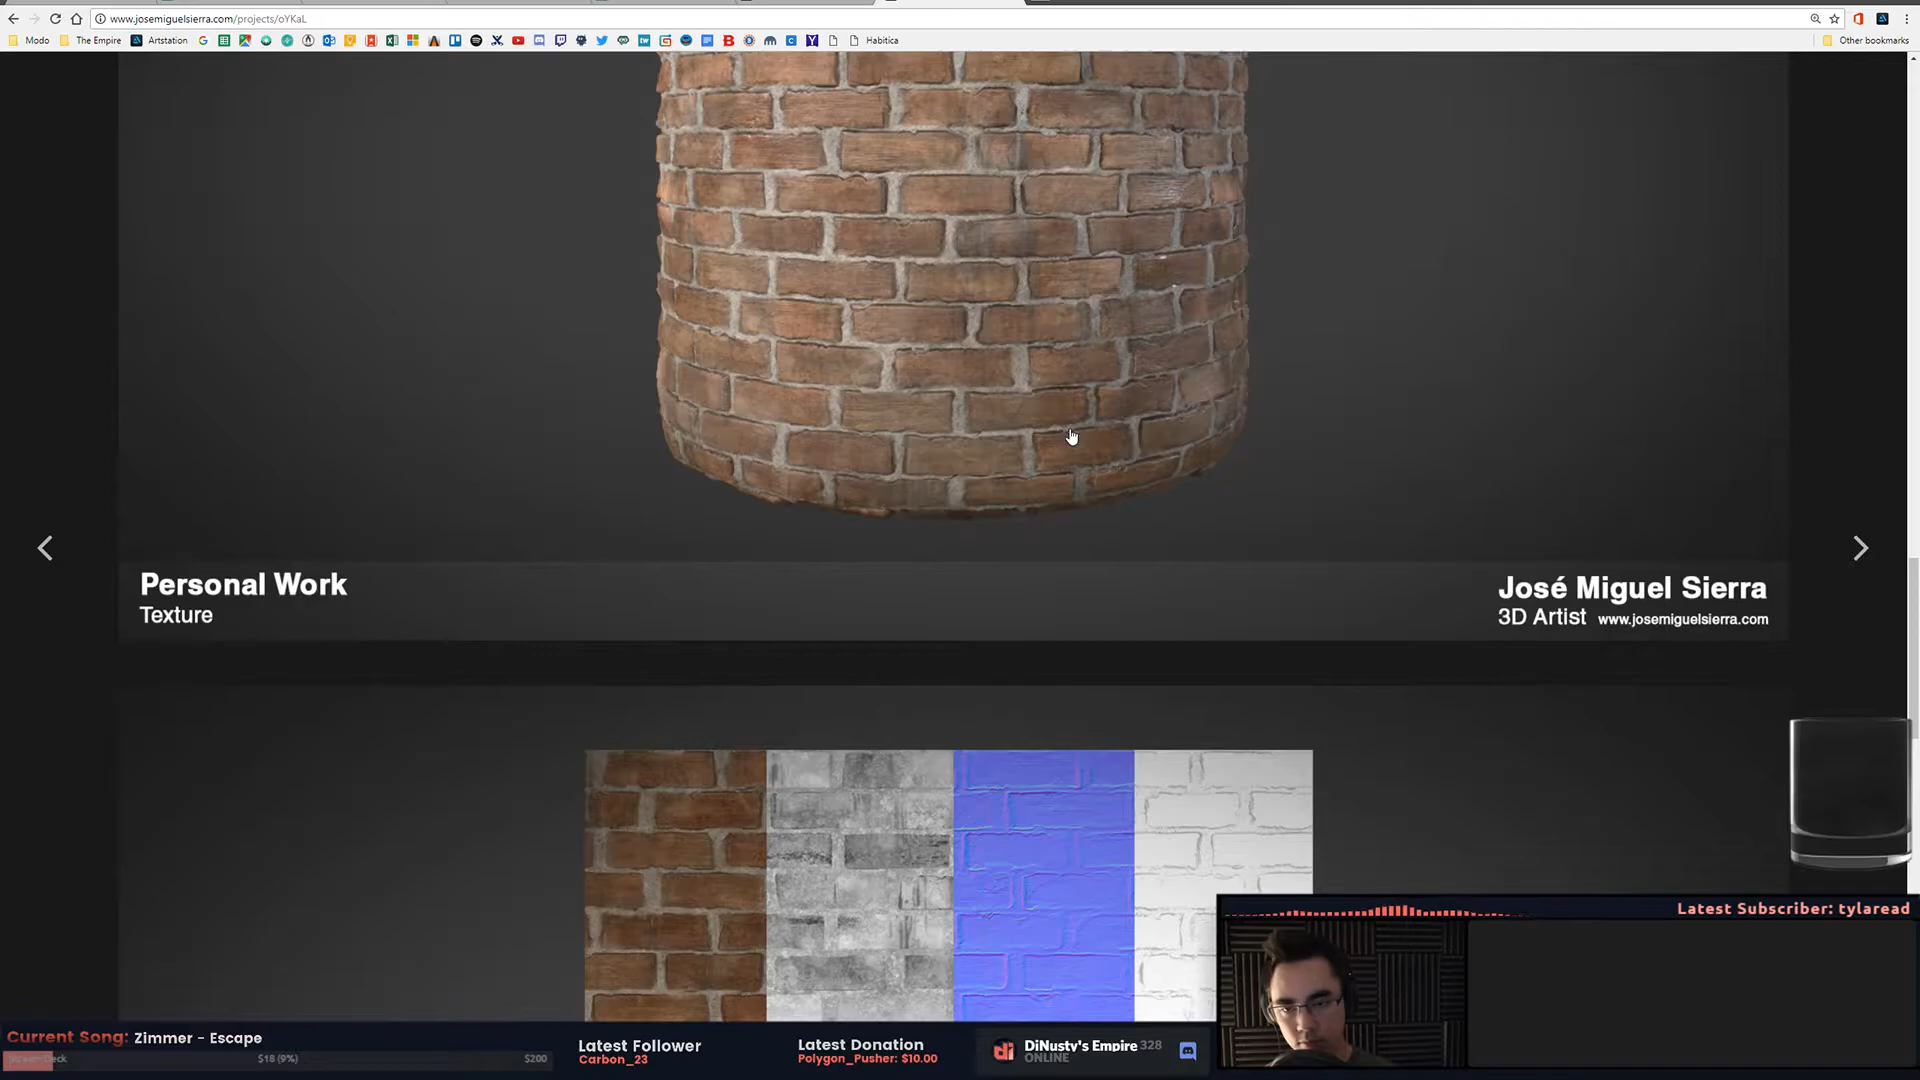 www.josemiguelsierra.com/projects/oYKaL
Modo The Empire Artstation Habitica Other bookmarks
Personal Work
Texture
José Miguel Sierra
3D Artist www.josemiguelsierra.com
Latest Subscriber: tylaread
Current Song: Zimmer - Escape
Stream Deck $18 (9%) $200
Latest Follower
Carbon_23
Latest Donation
Polygon_Pusher: $10.00
DiNusty's Empire 328
ONLINE